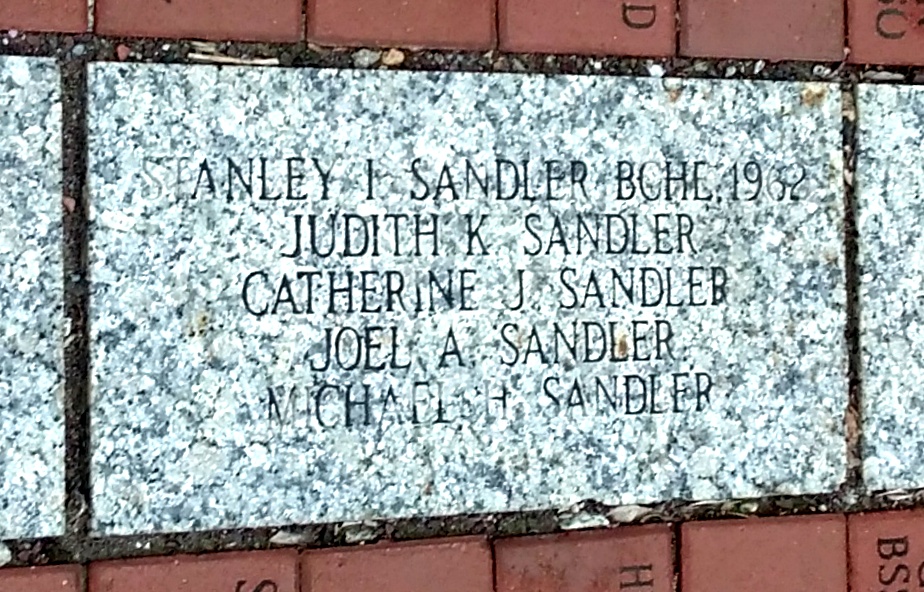 STANLEY I SANDLER BCHE, 1962
JUDITH K SANDLER
CATHERINE J. SANDLER
JOEL A. SANDLER
MICHAEL H SANDLER